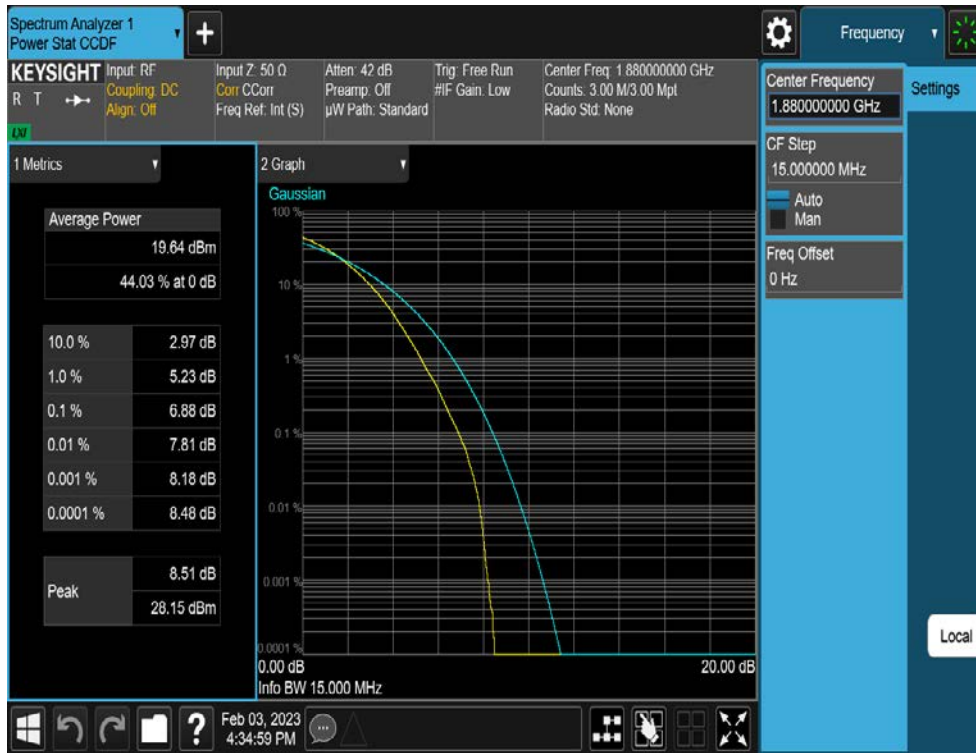 Spectrum Analyzer 1
Power Stat CCDF
+
Frequency
KEYSIGHT
R T
LXI
Input: RF
Coupling: DC
Align: Off
Input Z: 50 Ω
Corr CCorr
Freq Ref: Int (S)
Atten: 42 dB
Preamp: Off
µW Path: Standard
Trig: Free Run
#IF Gain: Low
Center Freq: 1.880000000 GHz
Counts: 3.00 M/3.00 Mpt
Radio Std: None
Center Frequency
1.880000000 GHz
Settings
CF Step
15.000000 MHz
Auto
Man
Freq Offset
0 Hz
1 Metrics
Average Power
19.64 dBm
44.03 % at 0 dB
10.0 % 2.97 dB
1.0 % 5.23 dB
0.1 % 6.88 dB
0.01 % 7.81 dB
0.001 % 8.18 dB
0.0001 % 8.48 dB
Peak
8.51 dB
28.15 dBm
2 Graph
Gaussian
100 %
10 %
1 %
0.1 %
0.01 %
0.001 %
0.0001 %
0.00 dB 20.00 dB
Info BW 15.000 MHz
Local
?
Feb 03, 2023
4:34:59 PM